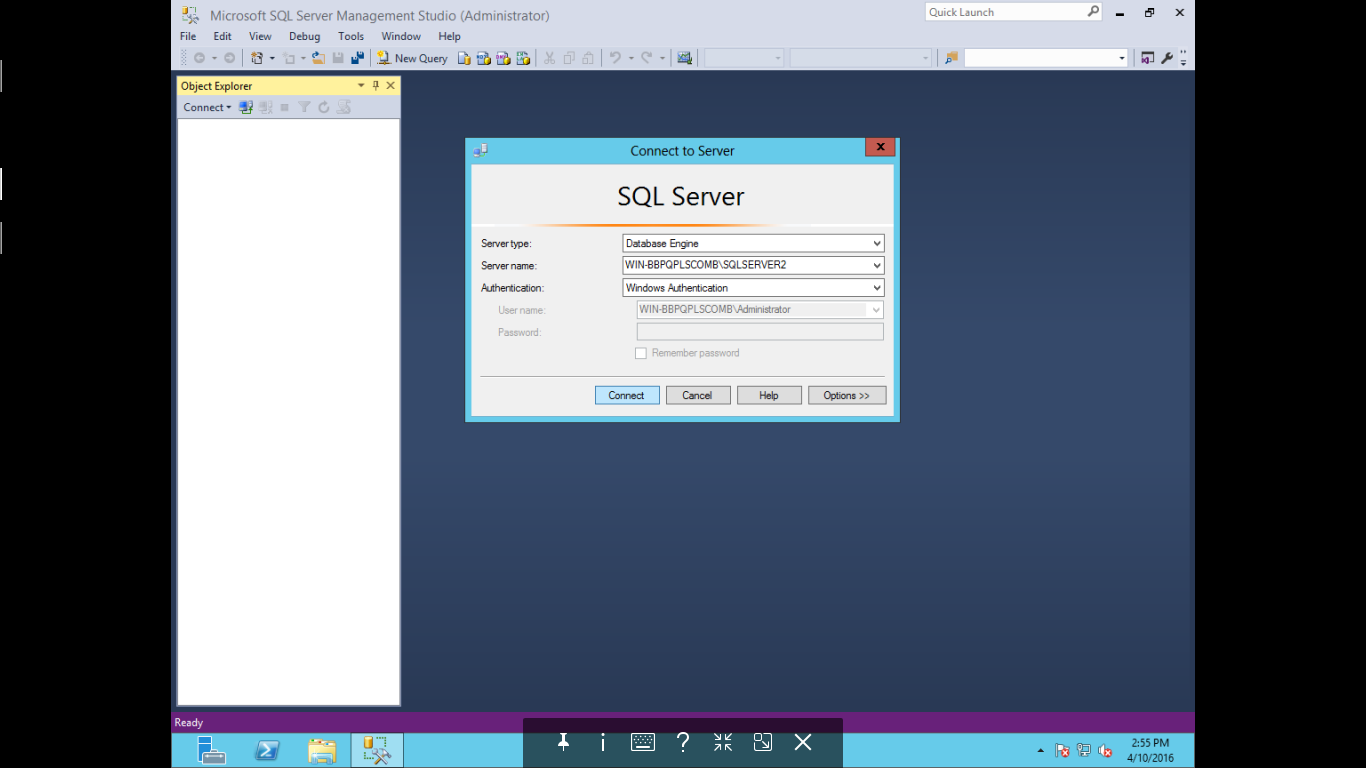 Microsoft SQL Server Management Studio (Administrator)
Quick Launch
File Edit View Debug Tools Window Help
New Query
Object Explorer
Connect
Connect to Server
SQL Server
Server type: Database Engine
Server name: WIN-BBPQPLSCOMB\SQLSERVER2
Authentication: Windows Authentication
User name: WIN-BBPQPLSCOMB\Administrator
Password:
Remember password
Connect Cancel Help Options >>
Ready
2:55 PM
4/10/2016